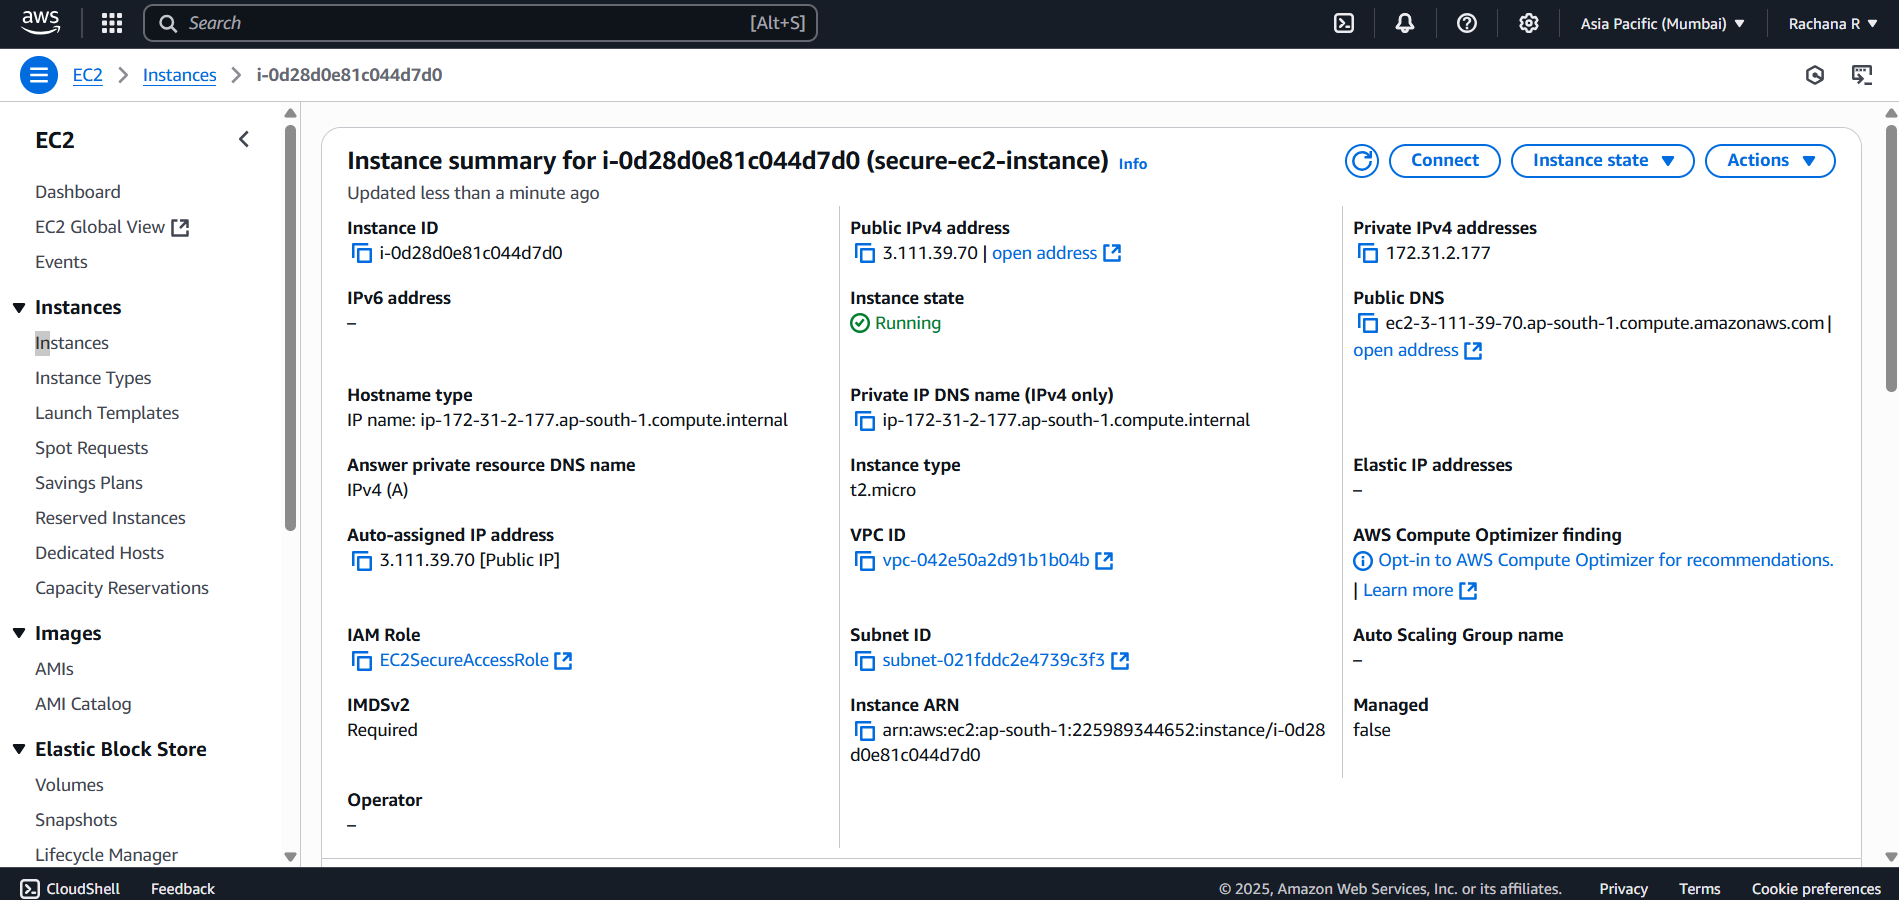 aws
Search [Alt+S]
Asia Pacific (Mumbai)
Rachana R
EC2 > Instances > i-0d28d0e81c044d7d0
EC2
Dashboard
EC2 Global View
Events
Instances
Instances
Instance Types
Launch Templates
Spot Requests
Savings Plans
Reserved Instances
Dedicated Hosts
Capacity Reservations
Images
AMIs
AMI Catalog
Elastic Block Store
Volumes
Snapshots
Lifecycle Manager
Instance summary for i-0d28d0e81c044d7d0 (secure-ec2-instance) Info
Updated less than a minute ago
Connect
Instance state
Actions
Instance ID
i-0d28d0e81c044d7d0
Public IPv4 address
3.111.39.70 | open address
Private IPv4 addresses
172.31.2.177
IPv6 address
–
Instance state
Running
Public DNS
ec2-3-111-39-70.ap-south-1.compute.amazonaws.com |
open address
Hostname type
IP name: ip-172-31-2-177.ap-south-1.compute.internal
Private IP DNS name (IPv4 only)
ip-172-31-2-177.ap-south-1.compute.internal
Answer private resource DNS name
IPv4 (A)
Instance type
t2.micro
Elastic IP addresses
–
Auto-assigned IP address
3.111.39.70 [Public IP]
VPC ID
vpc-042e50a2d91b1b04b
AWS Compute Optimizer finding
Opt-in to AWS Compute Optimizer for recommendations.
| Learn more
IAM Role
EC2SecureAccessRole
Subnet ID
subnet-021fddc2e4739c3f3
Auto Scaling Group name
–
IMDSv2
Required
Instance ARN
arn:aws:ec2:ap-south-1:225989344652:instance/i-0d28
d0e81c044d7d0
Managed
false
Operator
–
CloudShell
Feedback
© 2025, Amazon Web Services, Inc. or its affiliates.
Privacy
Terms
Cookie preferences